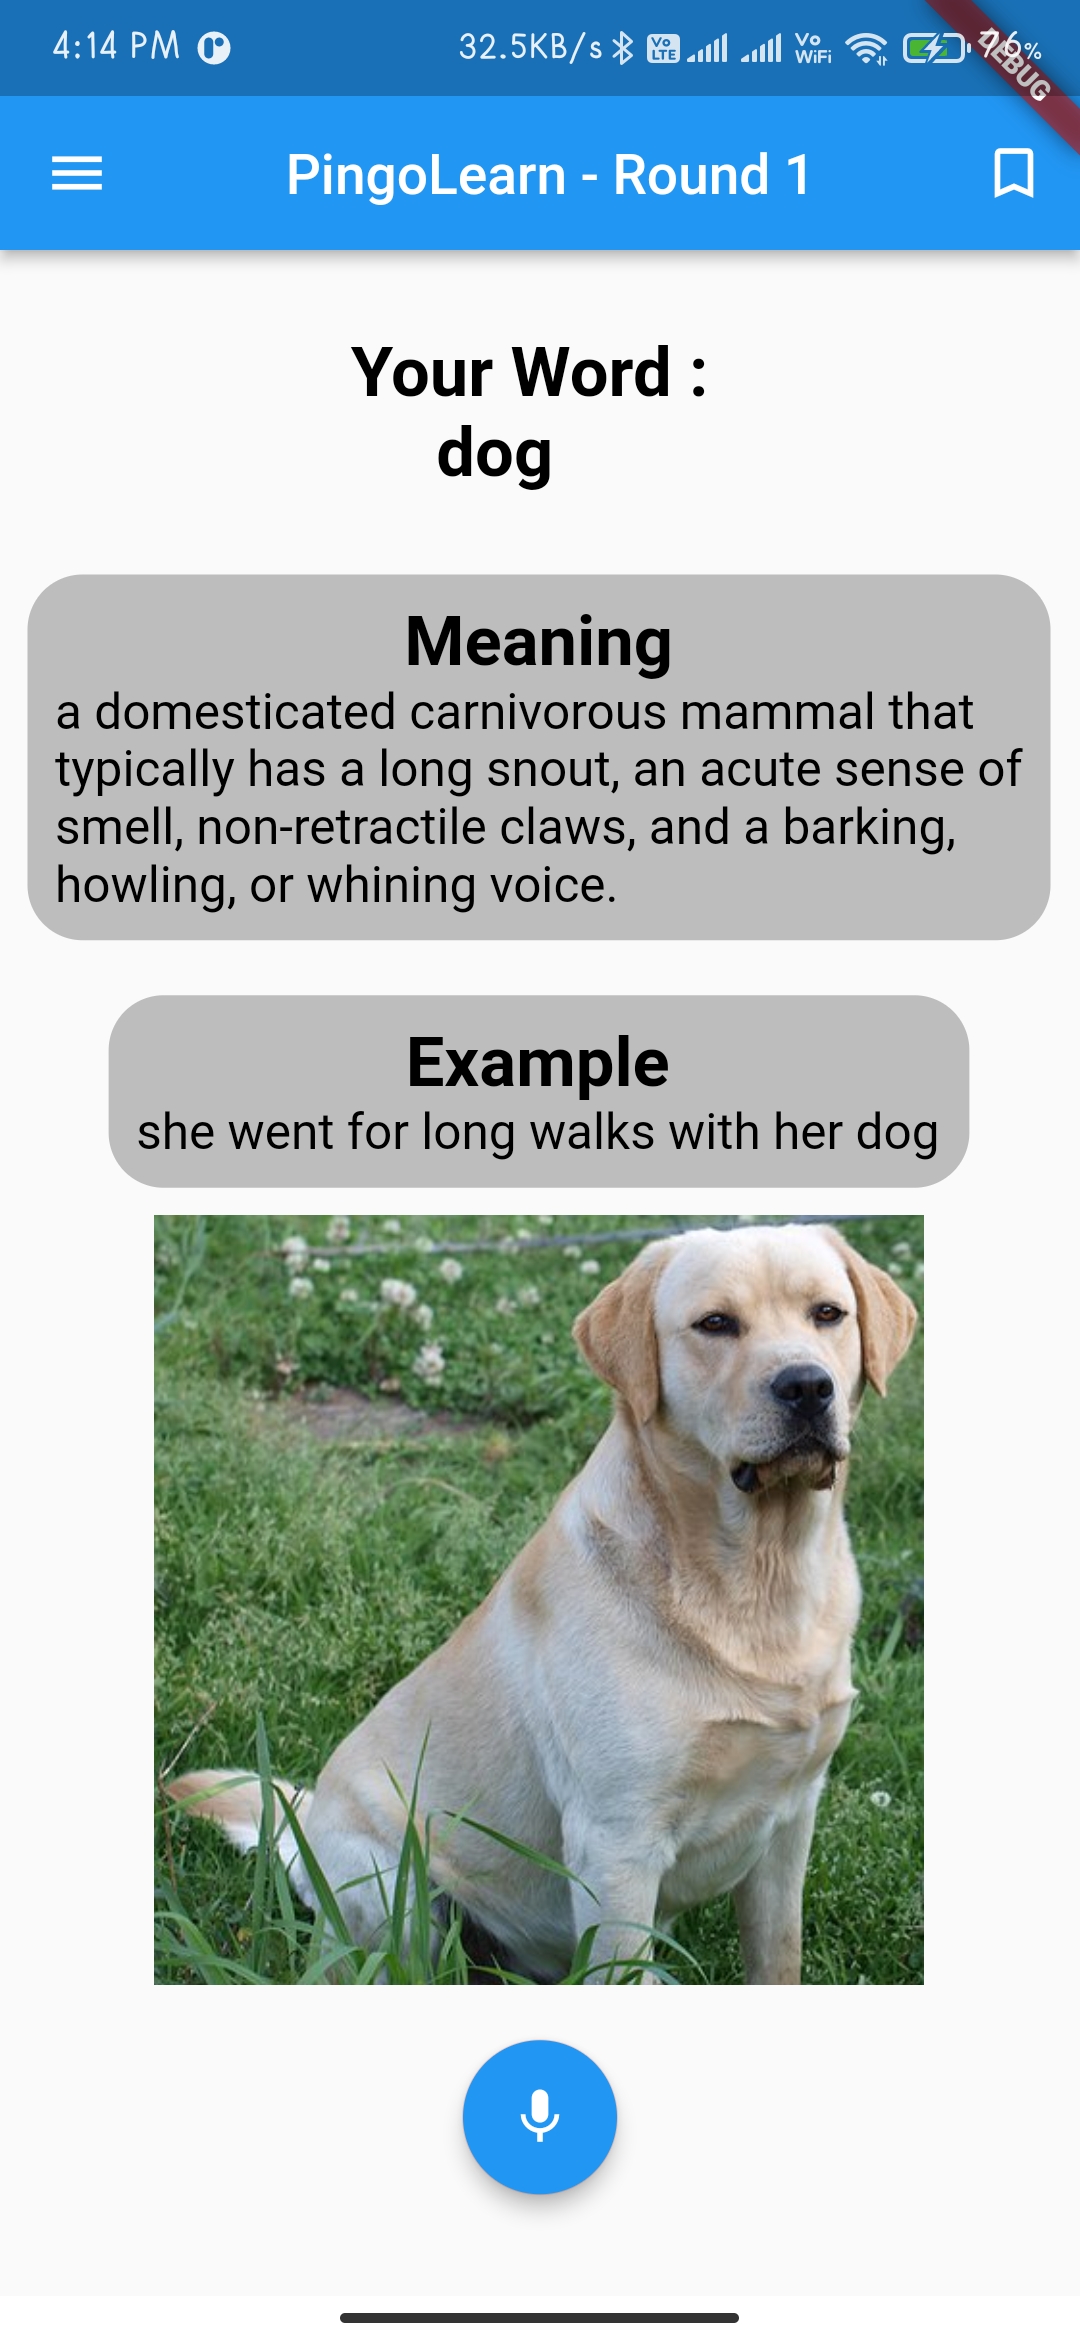 4:14 PM
32.5KB/s
Vo
LTE
Vo
WiFi
76%
DEBUG
PingoLearn - Round 1
Your Word :
dog
Meaning
a domesticated carnivorous mammal that
typically has a long snout, an acute sense of
smell, non-retractile claws, and a barking,
howling, or whining voice.
Example
she went for long walks with her dog